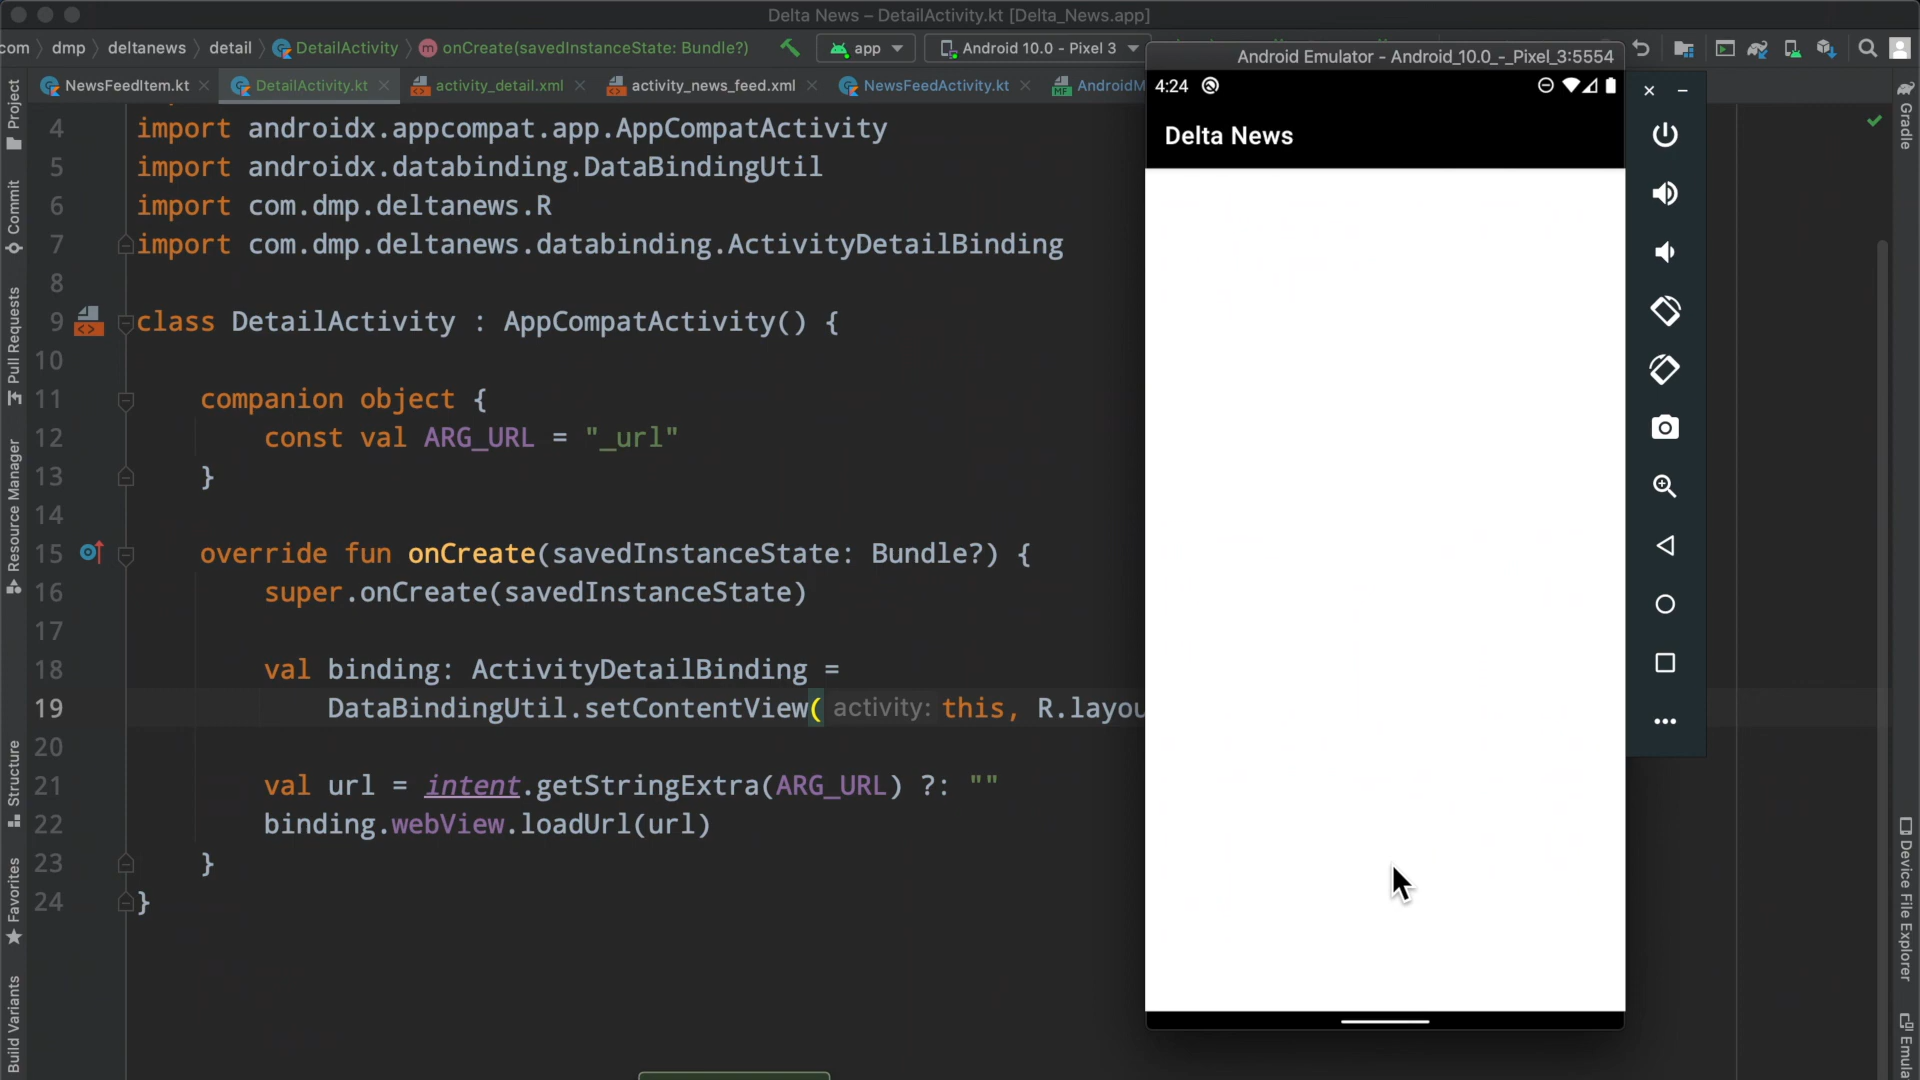 Delta News – DetailActivity.kt [Delta_News.app]
com dmp deltanews detail DetailActivity onCreate(savedInstanceState: Bundle?) app Android 10.0 - Pixel 3
NewsFeedItem.kt DetailActivity.kt activity_detail.xml activity_news_feed.xml NewsFeedActivity.kt AndroidM
4 import androidx.appcompat.app.AppCompatActivity
5 import androidx.databinding.DataBindingUtil
6 import com.dmp.deltanews.R
7 import com.dmp.deltanews.databinding.ActivityDetailBinding
8
9 class DetailActivity : AppCompatActivity() {
10
11 companion object {
12 const val ARG_URL = "_url"
13 }
14
15 override fun onCreate(savedInstanceState: Bundle?) {
16 super.onCreate(savedInstanceState)
17
18 val binding: ActivityDetailBinding =
19 DataBindingUtil.setContentView( activity: this, R.layou
20
21 val url = intent.getStringExtra(ARG_URL) ?: ""
22 binding.webView.loadUrl(url)
23 }
24 }
Project
Commit
Pull Requests
Resource Manager
Structure
Favorites
Build Variants
Android Emulator - Android_10.0_-_Pixel_3:5554
4:24
Delta News
Gradle
Device File Explorer
Emula